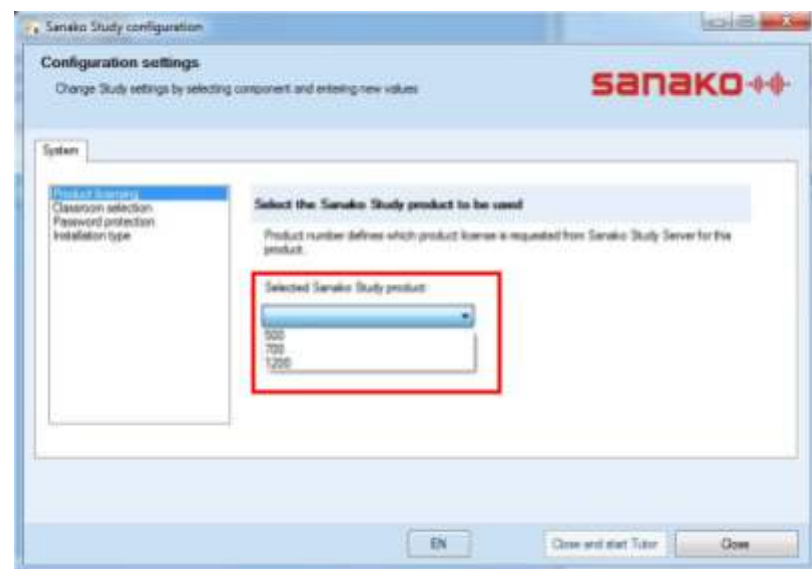 Sanako Study configuration
Configuration settings
Change Study settings by selecting component and entering new values
sanako
System
Product licensing
Classroom selection
Password protection
Installation type
Select the Sanako Study product to be used
Product number defines which product license is requested from Sanako Study Server for this
product.
Selected Sanako Study product:
500
700
1200
EN
Close and start Tutor
Close